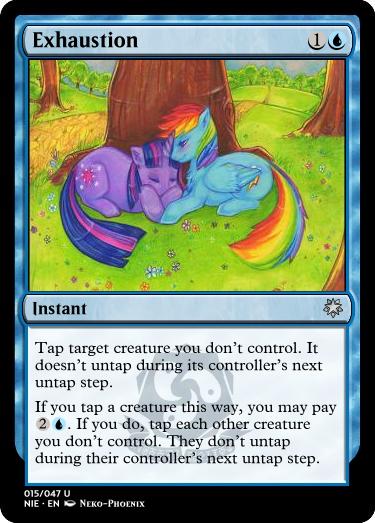 Exhaustion 1
Instant
Tap target creature you don't control. It
doesn't untap during its controller's next
untap step.
If you tap a creature this way, you may pay
2 . If you do, tap each other creature
you don't control. They don't untap
during their controller's next untap step.
015/047 U
NIE • EN Neko-Phoenix